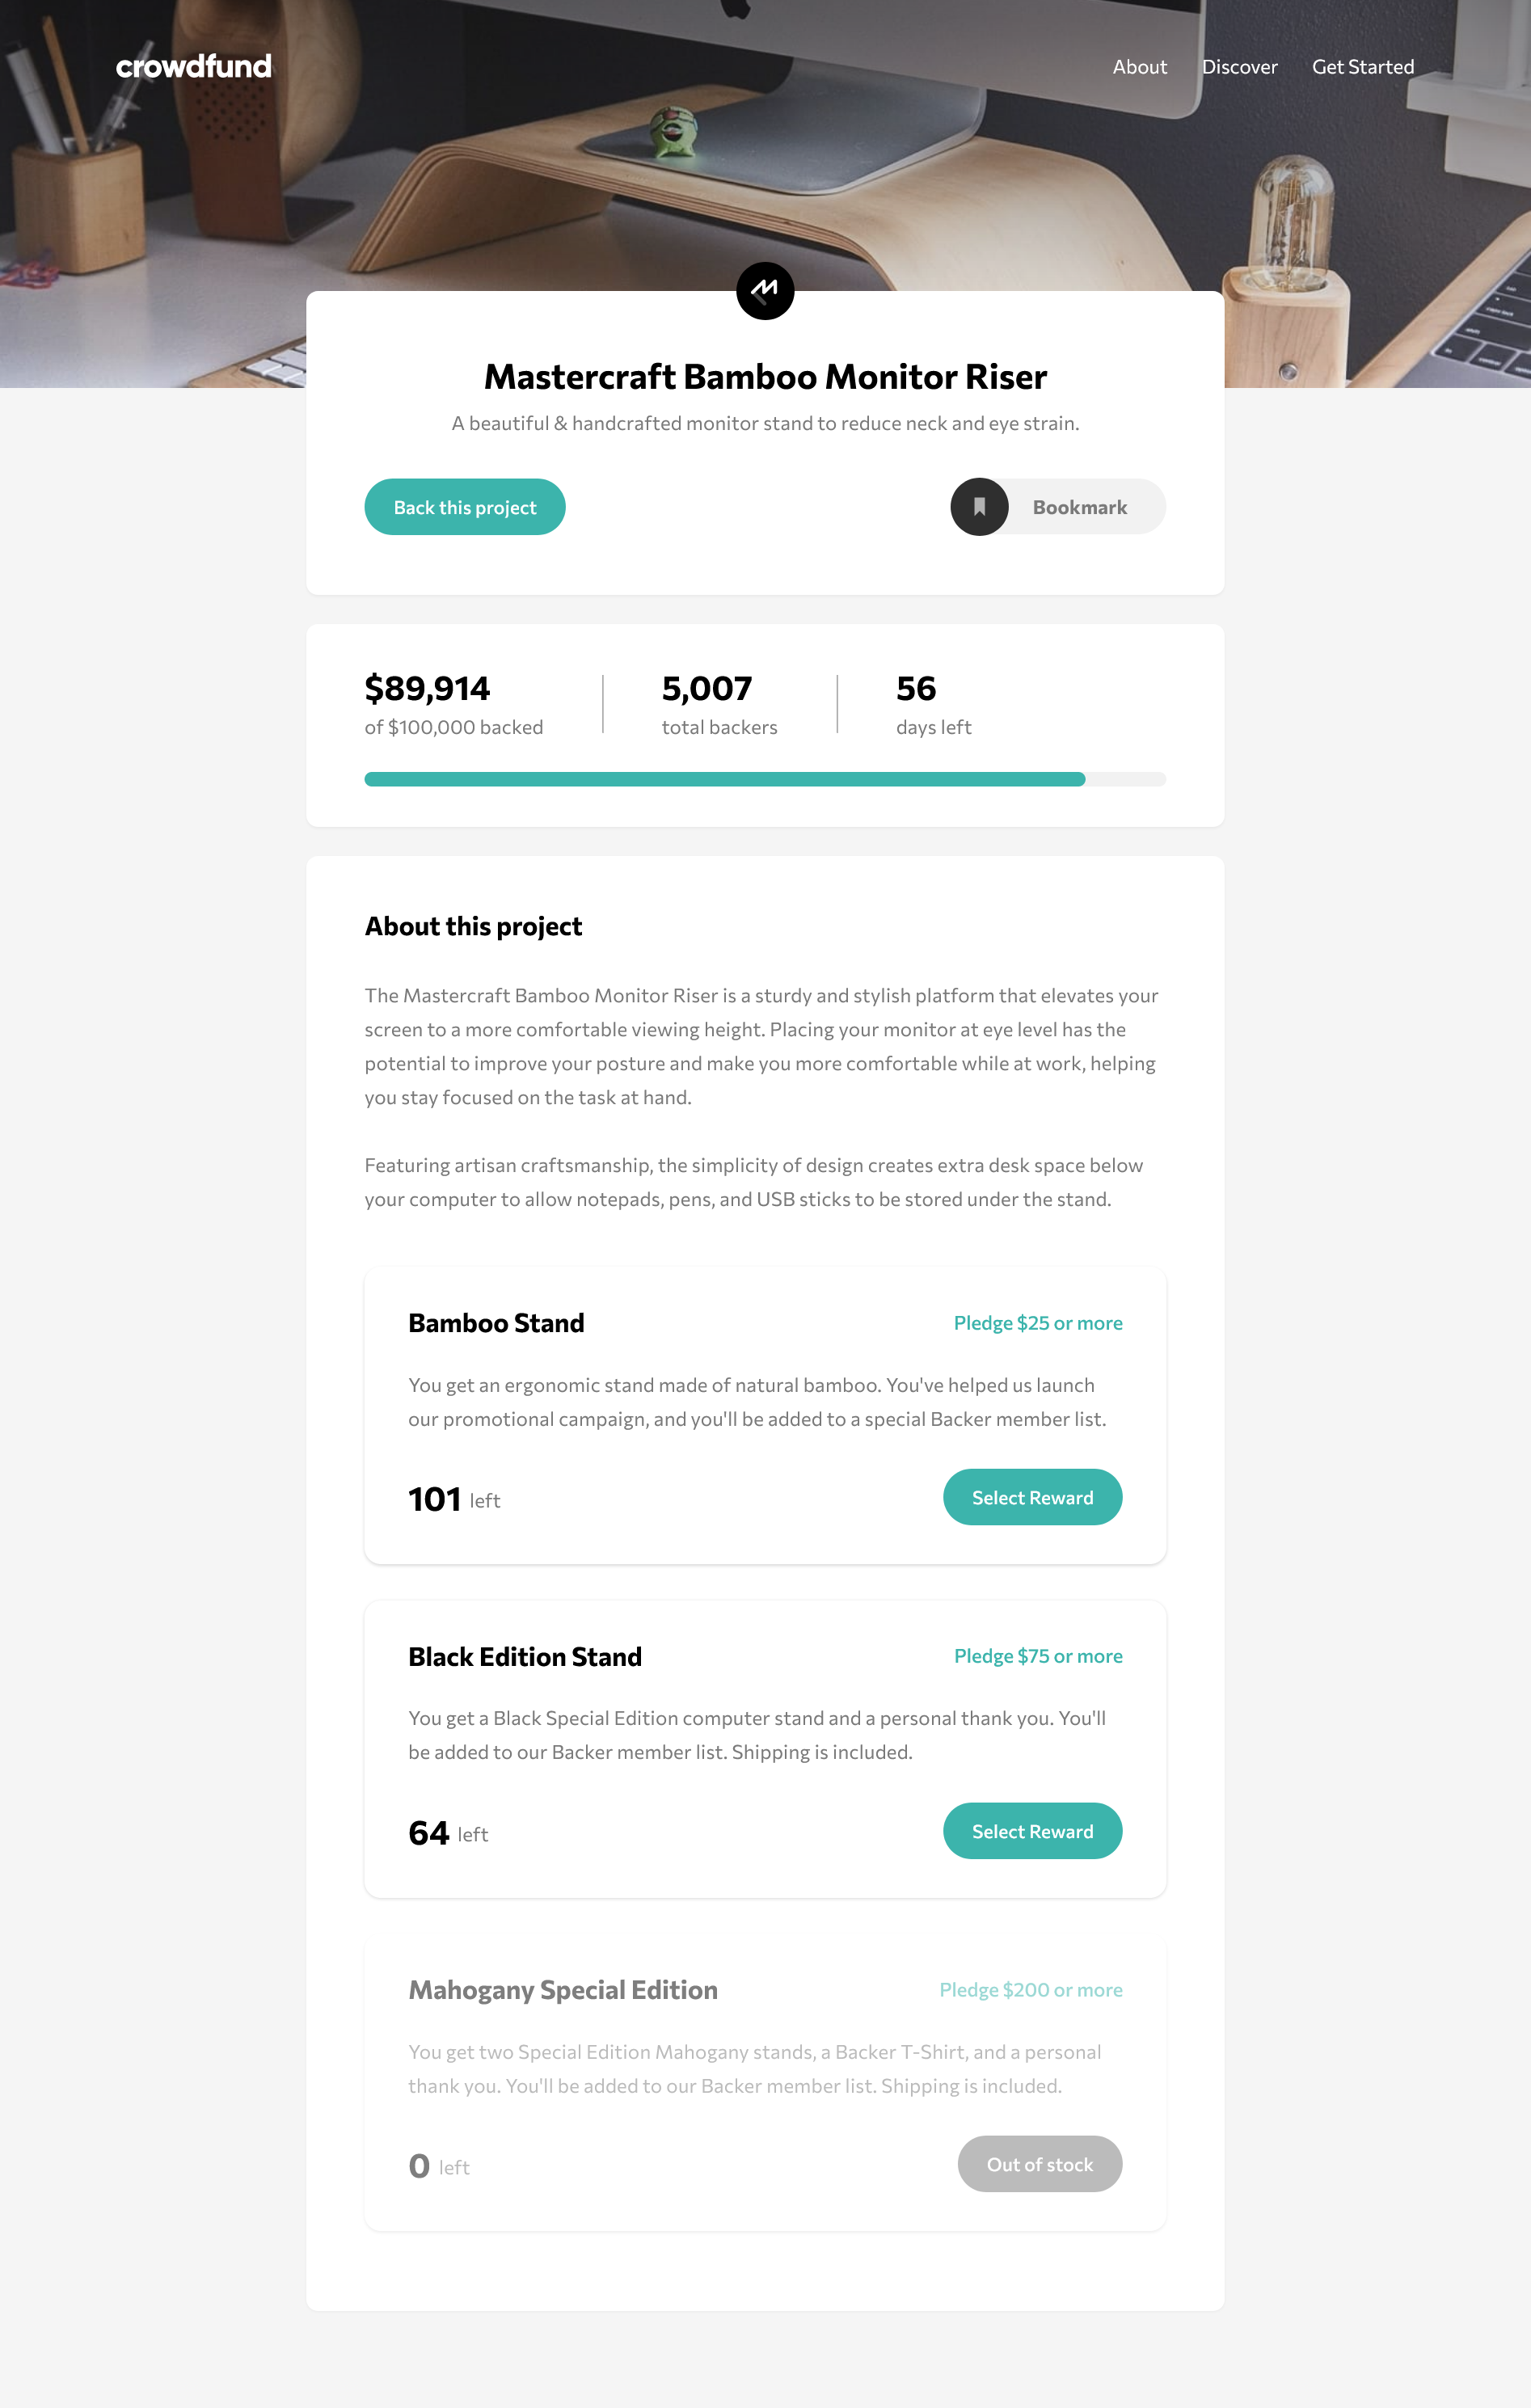 crowdfund
About
Discover
Get Started
Mastercraft Bamboo Monitor Riser
A beautiful & handcrafted monitor stand to reduce neck and eye strain.
Back this project
Bookmark
$89,914
of $100,000 backed
5,007
total backers
56
days left
About this project
The Mastercraft Bamboo Monitor Riser is a sturdy and stylish platform that elevates your
screen to a more comfortable viewing height. Placing your monitor at eye level has the
potential to improve your posture and make you more comfortable while at work, helping
you stay focused on the task at hand.
Featuring artisan craftsmanship, the simplicity of design creates extra desk space below
your computer to allow notepads, pens, and USB sticks to be stored under the stand.
Bamboo Stand
Pledge $25 or more
You get an ergonomic stand made of natural bamboo. You've helped us launch
our promotional campaign, and you'll be added to a special Backer member list.
101 left
Select Reward
Black Edition Stand
Pledge $75 or more
You get a Black Special Edition computer stand and a personal thank you. You'll
be added to our Backer member list. Shipping is included.
64 left
Select Reward
Mahogany Special Edition
Pledge $200 or more
You get two Special Edition Mahogany stands, a Backer T-Shirt, and a personal
thank you. You'll be added to our Backer member list. Shipping is included.
0 left
Out of stock